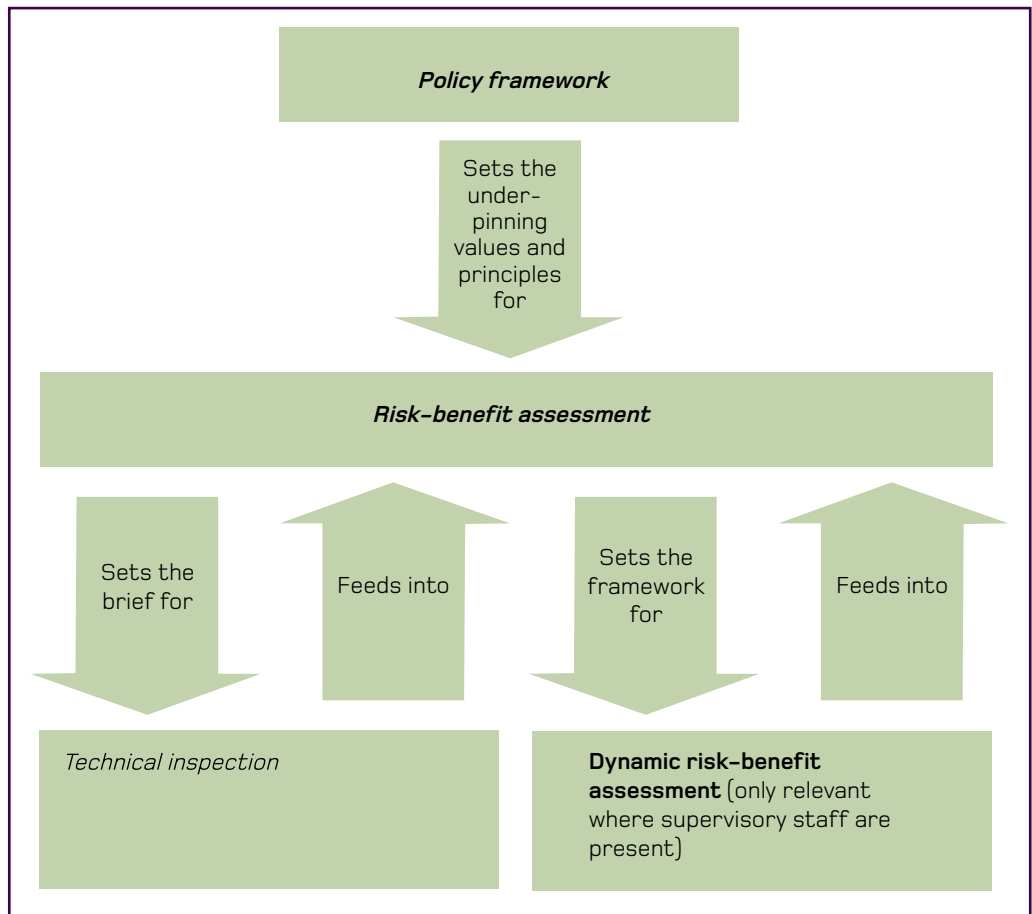 Policy framework
Sets the
under-
pinning
values and
principles
for
Risk-benefit assessment
Sets the
brief for
Feeds into
Sets the
framework
for
Feeds into
Technical inspection
Dynamic risk-benefit
assessment (only relevant
where supervisory staff are
present)